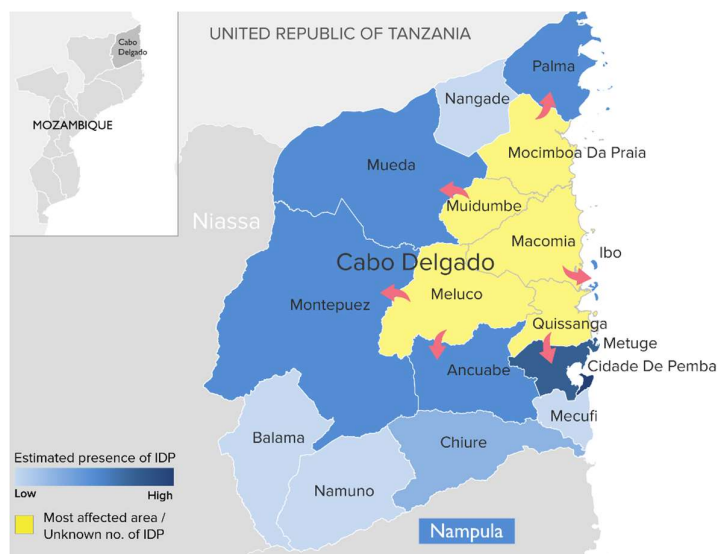 UNITED REPUBLIC OF TANZANIA
Cabo
Delgado
MOZAMBIQUE
Palma
Nangade
Mocimboa Da Praia
Mueda
Muidumbe
Niassa
Macomia
Ibo
Cabo Delgado
Meluco
Montepuez
Quissanga
Metuge
Cidade De Pemba
Ancuabe
Mecufi
Balama
Chiure
Namuno
Nampula
Estimated presence of IDP
Low
High
Most affected area /
Unknown no. of IDP